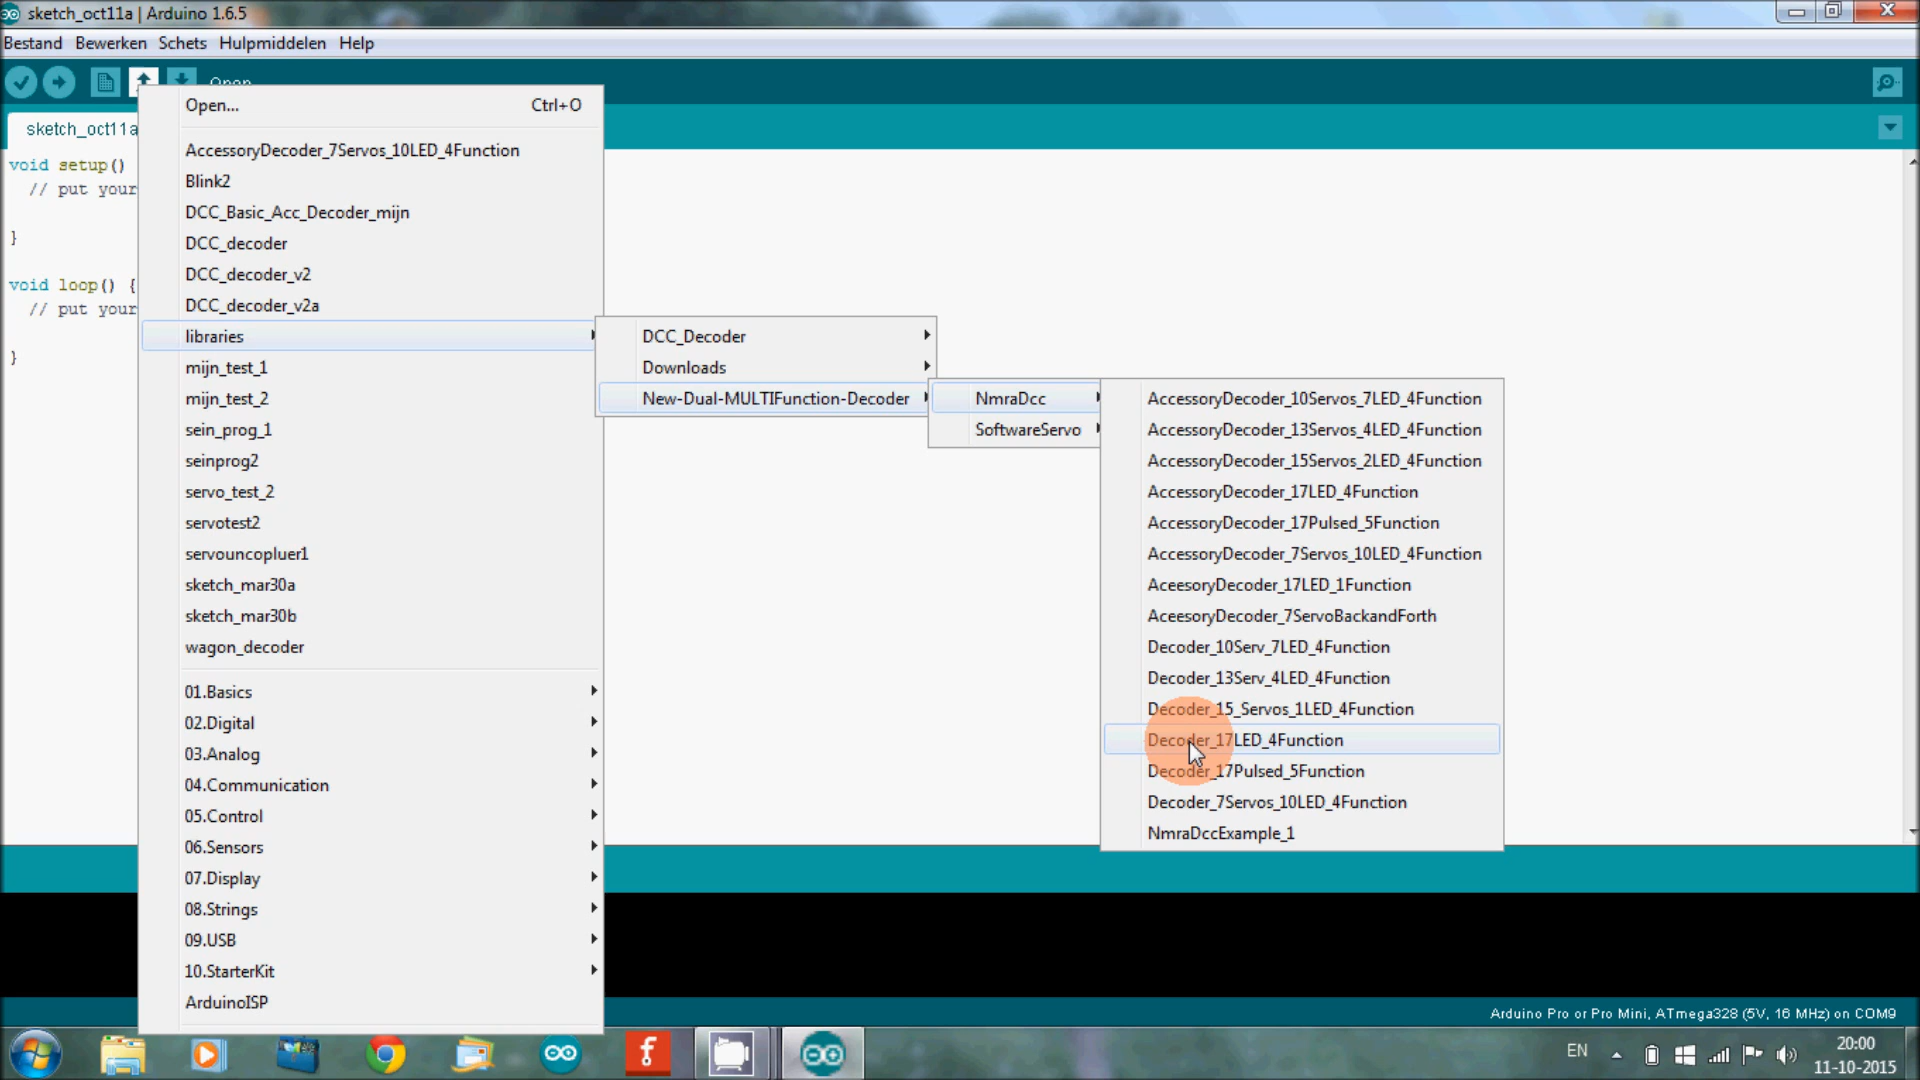 sketch_oct11a | Arduino 1.6.5
Bestand Bewerken Schets Hulpmiddelen Help
Open
sketch_oct11a
void setup()
// put your
}
void loop() {
// put your
}
Open... Ctrl+O
AccessoryDecoder_7Servos_10LED_4Function
Blink2
DCC_Basic_Acc_Decoder_mijn
DCC_decoder
DCC_decoder_v2
DCC_decoder_v2a
libraries
mijn_test_1
mijn_test_2
sein_prog_1
seinprog2
servo_test_2
servotest2
servouncopluer1
sketch_mar30a
sketch_mar30b
wagon_decoder
01.Basics
02.Digital
03.Analog
04.Communication
05.Control
06.Sensors
07.Display
08.Strings
09.USB
10.StarterKit
ArduinoISP
DCC_Decoder
Downloads
New-Dual-MULTIFunction-Decoder
NmraDcc
SoftwareServo
AccessoryDecoder_10Servos_7LED_4Function
AccessoryDecoder_13Servos_4LED_4Function
AccessoryDecoder_15Servos_2LED_4Function
AccessoryDecoder_17LED_4Function
AccessoryDecoder_17Pulsed_5Function
AccessoryDecoder_7Servos_10LED_4Function
AceesoryDecoder_17LED_1Function
AceesoryDecoder_7ServoBackandForth
Decoder_10Serv_7LED_4Function
Decoder_13Serv_4LED_4Function
Decoder_15_Servos_1LED_4Function
Decoder_17LED_4Function
Decoder_17Pulsed_5Function
Decoder_7Servos_10LED_4Function
NmraDccExample_1
Arduino Pro or Pro Mini, ATmega328 (5V, 16 MHz) on COM9
EN
20:00
11-10-2015